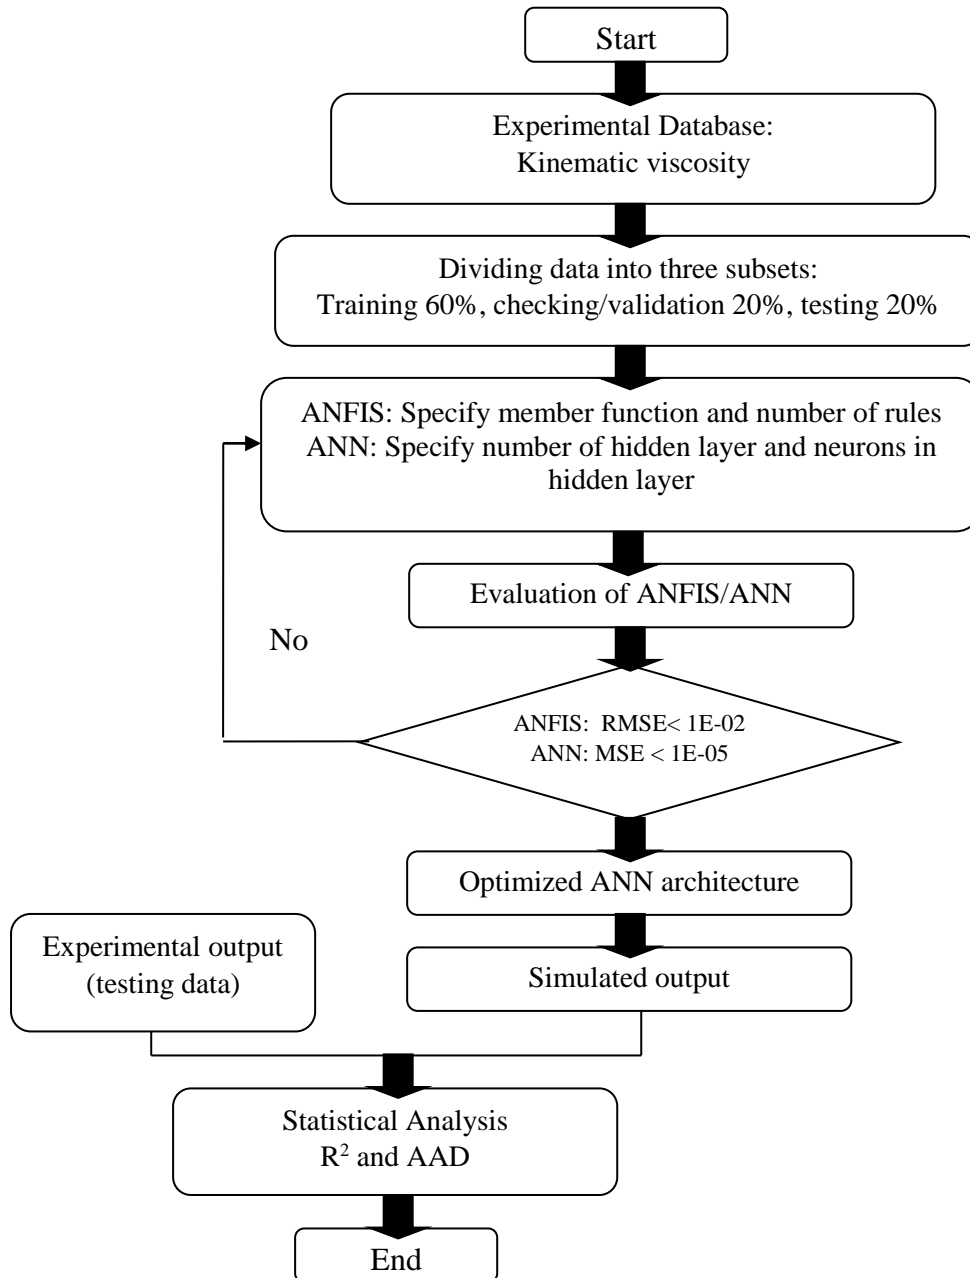 Start
Experimental Database:
Kinematic viscosity
Dividing data into three subsets:
Training 60%, checking/validation 20%, testing 20%
ANFIS: Specify member function and number of rules
ANN: Specify number of hidden layer and neurons in
hidden layer
Evaluation of ANFIS/ANN
No
ANFIS:  RMSE< 1E-02
ANN: MSE < 1E-05
Optimized ANN architecture
Experimental output
(testing data)
Simulated output
Statistical Analysis
R² and AAD
End